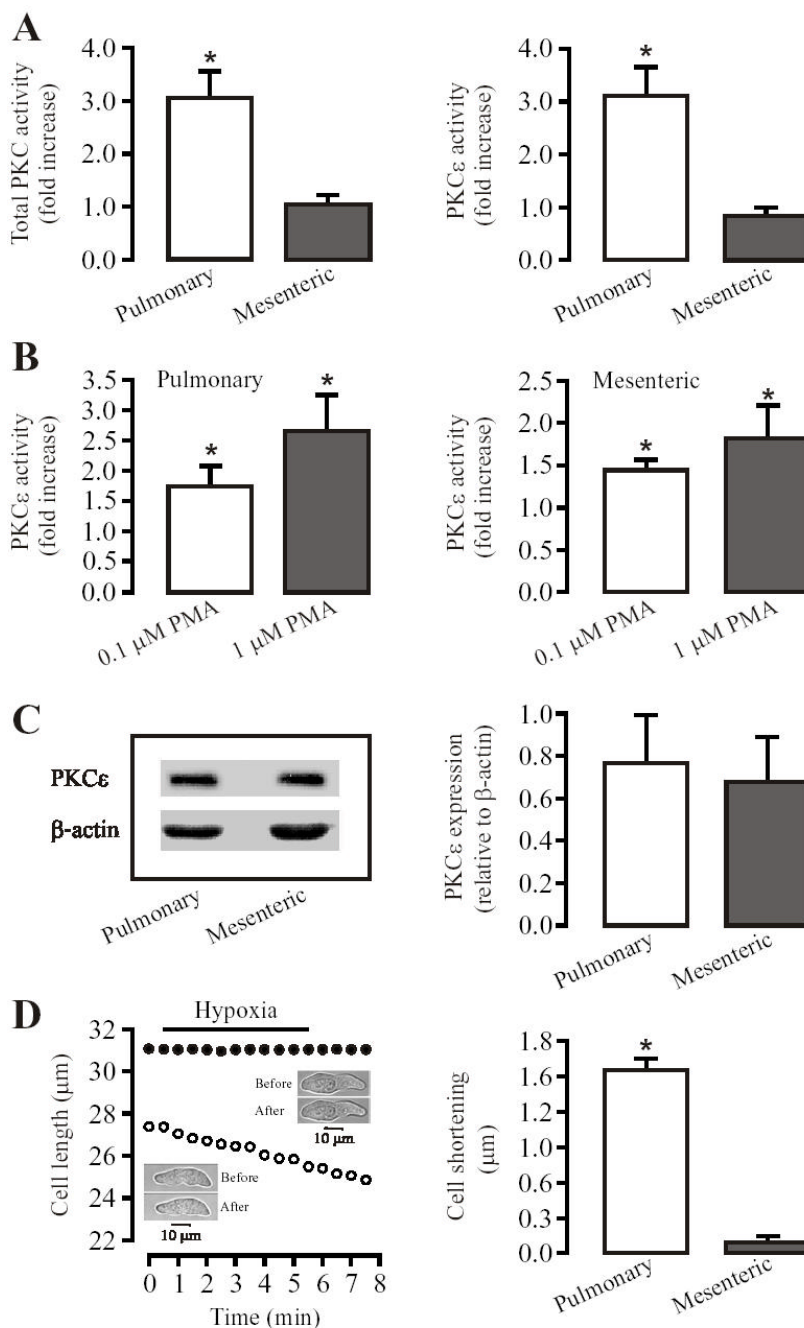 A
Total PKC activity
(fold increase)
4.0
3.0
2.0
1.0
0.0
*
Pulmonary
Mesenteric
PKCε activity
(fold increase)
4.0
3.0
2.0
1.0
0.0
*
Pulmonary
Mesenteric
B
PKCε activity
(fold increase)
3.5
3.0
2.5
2.0
1.5
1.0
0.5
0.0
Pulmonary
*
*
0.1 μM PMA
1 μM PMA
PKCε activity
(fold increase)
2.5
2.0
1.5
1.0
0.5
0.0
Mesenteric
*
*
0.1 μM PMA
1 μM PMA
C
PKCε
β-actin
Pulmonary
Mesenteric
PKCε expression
(relative to β-actin)
1.0
0.8
0.6
0.4
0.2
0.0
Pulmonary
Mesenteric
D
Hypoxia
Cell length (μm)
32
31
30
28
26
24
22
Before
After
10 μm
Before
After
10 μm
0 1 2 3 4 5 6 7 8
Time (min)
Cell shortening
(μm)
1.8
1.6
1.2
1.0
0.6
0.3
0.0
*
Pulmonary
Mesenteric